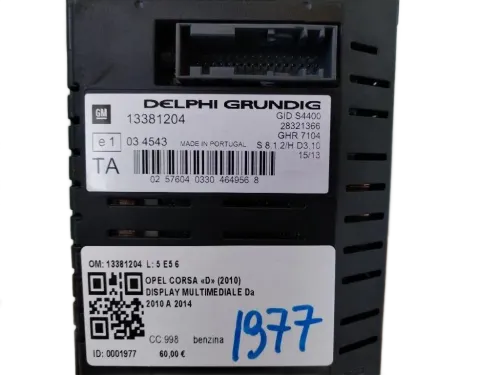 DELPHI GRUNDIG
GM 13381204 GID S4400
28321366
GHR 7104
e1 03 4543 MADE IN PORTUGAL S 8.1.2/H D3.10
15/13
TA
02 57604 0330 464956 8
OM: 13381204 L: 5 E5 6
OPEL CORSA «D» (2010)
DISPLAY MULTIMEDIALE Da
2010 A 2014
CC:998 benzina
1977
ID: 0001977 60,00 €